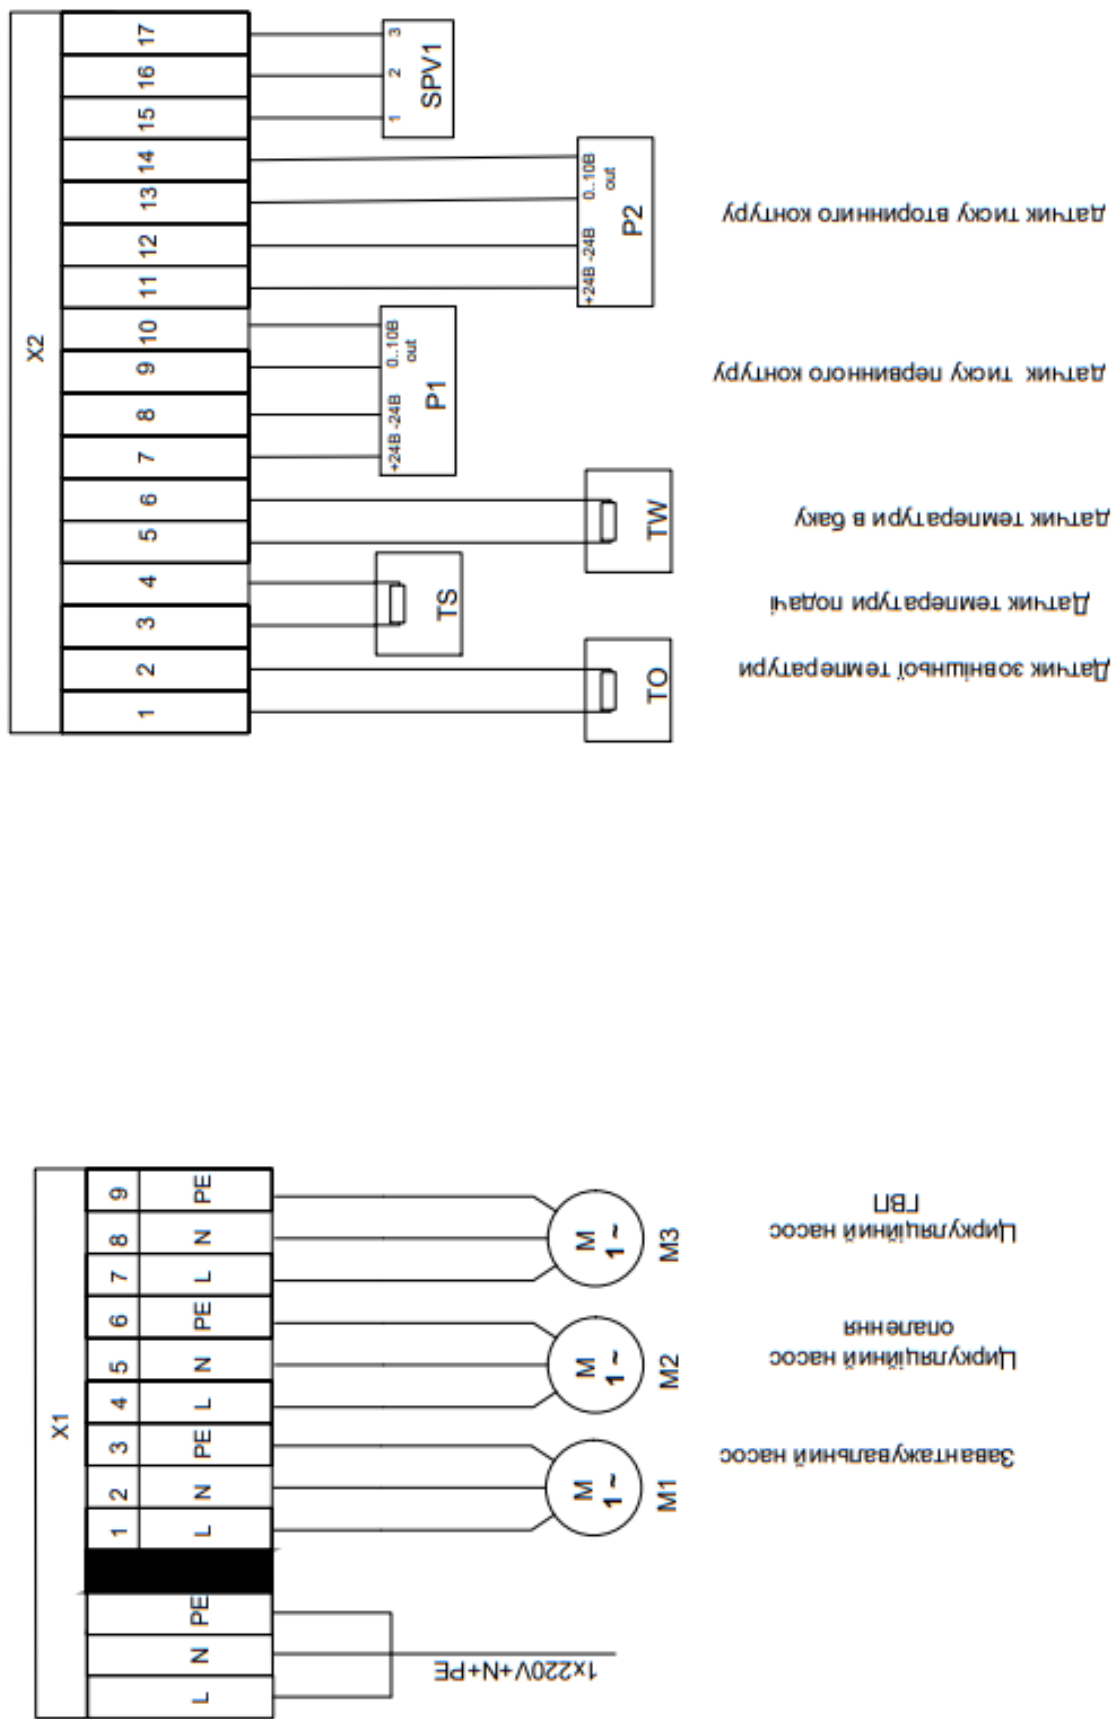 X1
L
N
PE
1
L
2
N
3
PE
4
L
5
N
6
PE
7
L
8
N
9
PE
1x220V+N+PE
M
1~
M1
M
1~
M2
M
1~
M3
Завантажувальний насос
Циркуляційний насос
опалення
Циркуляційний насос
ГВП
X2
1
2
3
4
5
6
7
8
9
10
11
12
13
14
15
16
17
TO
TS
TW
+24В -24В
0..10В
out
P1
+24В -24В
0..10В
out
P2
1
2
3
SPV1
Датчик зовнішньої температури
Датчик температури подачі
датчик температури в баку
датчик тиску первинного контуру
датчик тиску вторинниго контуру